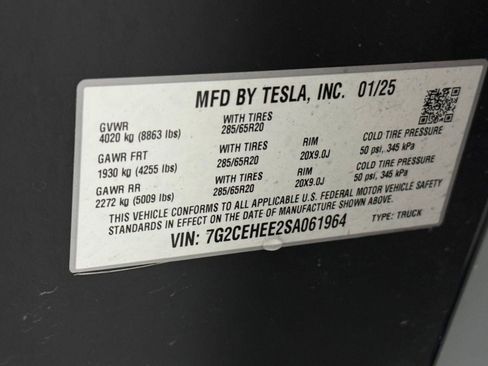 MFD BY TESLA, INC. 01/25
GVWR WITH TIRES
4020 kg (8863 lbs) 285/65R20
GAWR FRT WITH TIRES RIM COLD TIRE PRESSURE
1930 kg (4255 lbs) 285/65R20 20X9.0J 50 psi, 345 kPa
GAWR RR WITH TIRES RIM COLD TIRE PRESSURE
2272 kg (5009 lbs) 285/65R20 20X9.0J 50 psi, 345 kPa
THIS VEHICLE CONFORMS TO ALL APPLICABLE U.S. FEDERAL MOTOR VEHICLE SAFETY
STANDARDS IN EFFECT ON THE DATE OF MANUFACTURE SHOWN ABOVE.
VIN: 7G2CEHEE2SA061964 TYPE: TRUCK